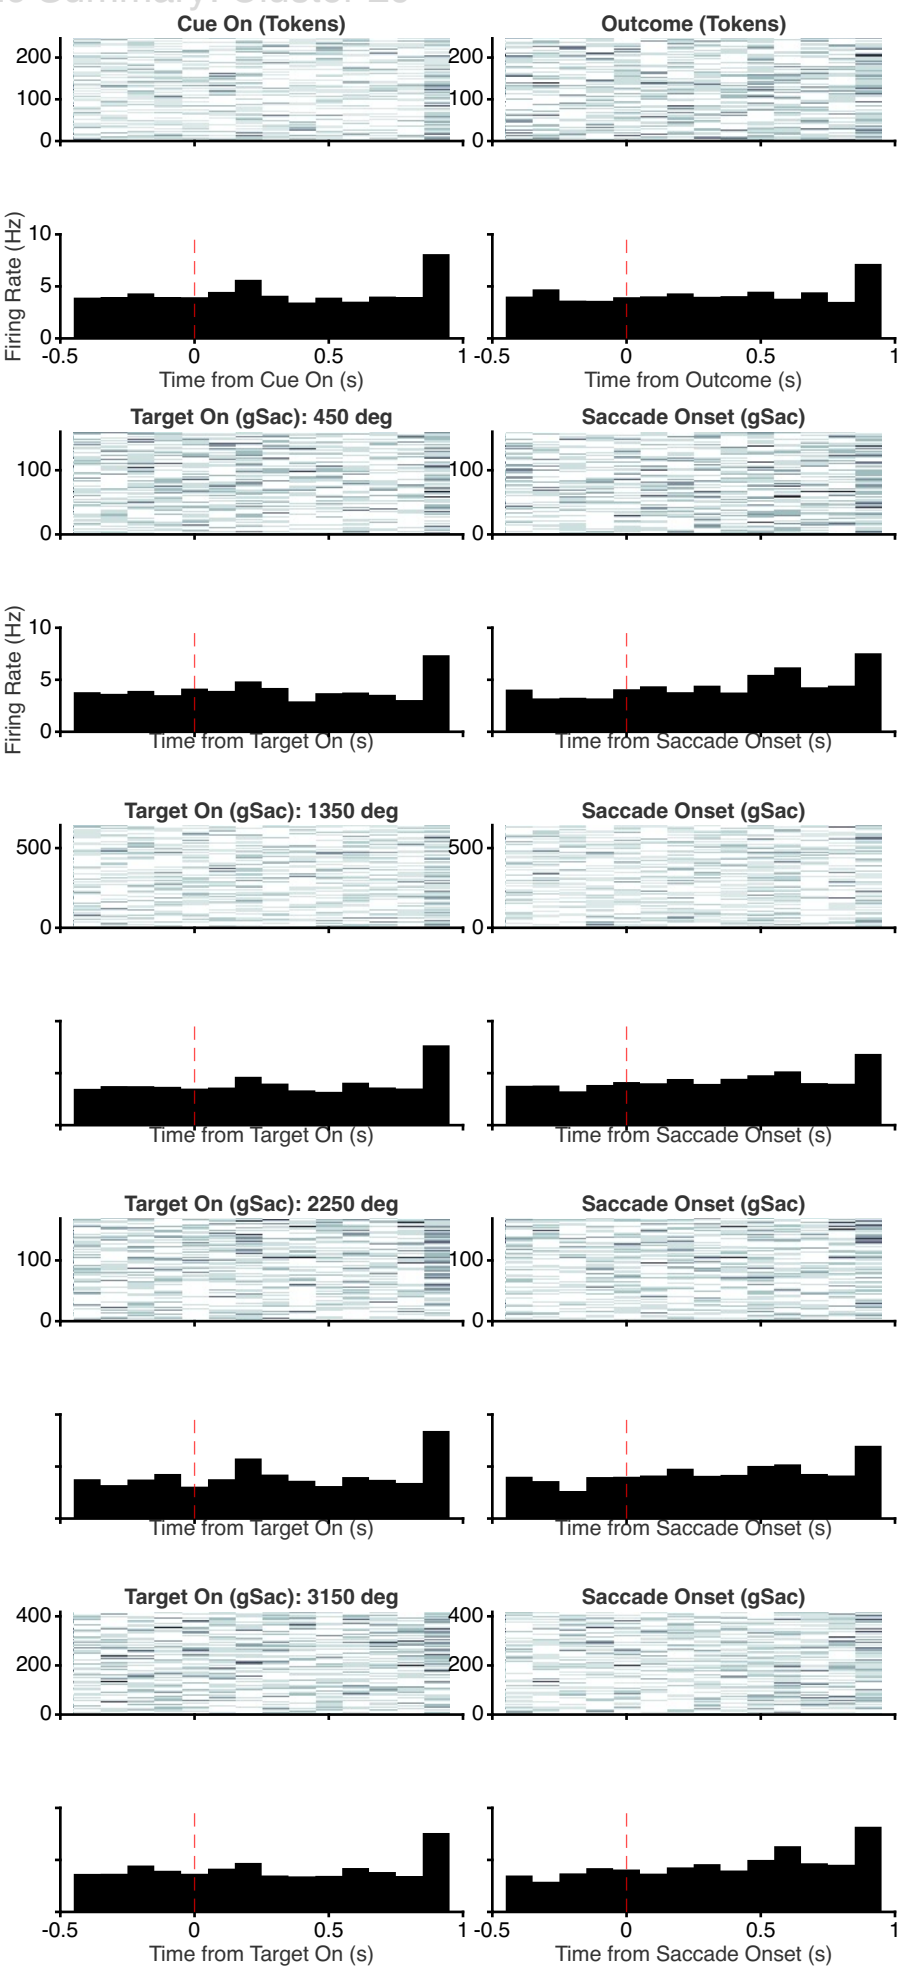 Summary: Cluster
Cue On (Tokens) Outcome (Tokens)
200 200
100 100
0 0
Firing Rate (Hz)
10
5
0
-0.5 0 0.5 1 -0.5 0 0.5 1
Time from Cue On (s) Time from Outcome (s)
Target On (gSac): 450 deg Saccade Onset (gSac)
100 100
0 0
Firing Rate (Hz)
10
5
0
Time from Target On (s) Time from Saccade Onset (s)
Target On (gSac): 1350 deg Saccade Onset (gSac)
500 500
0 0
Time from Target On (s) Time from Saccade Onset (s)
Target On (gSac): 2250 deg Saccade Onset (gSac)
100 100
0 0
Time from Target On (s) Time from Saccade Onset (s)
Target On (gSac): 3150 deg Saccade Onset (gSac)
400 400
200 200
0 0
-0.5 0 0.5 1 -0.5 0 0.5 1
Time from Target On (s) Time from Saccade Onset (s)